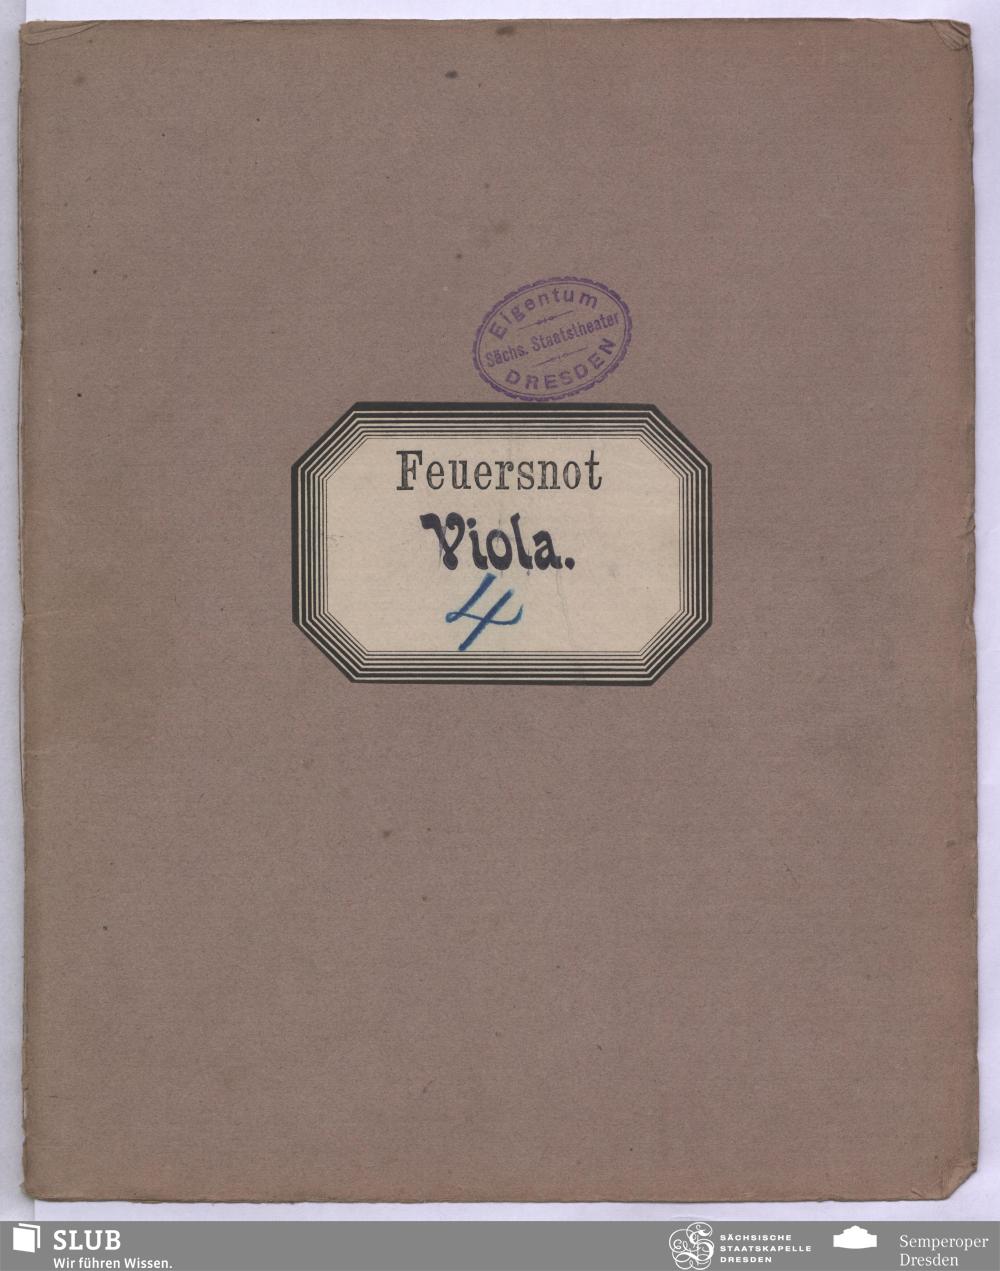 Eigentum
Sächs. Staatstheater
DRESDEN
Feuersnot
Viola.
4
SLUB
Wir führen Wissen.
SÄCHSISCHE
STAATSKAPELLE
DRESDEN
Semperoper
Dresden